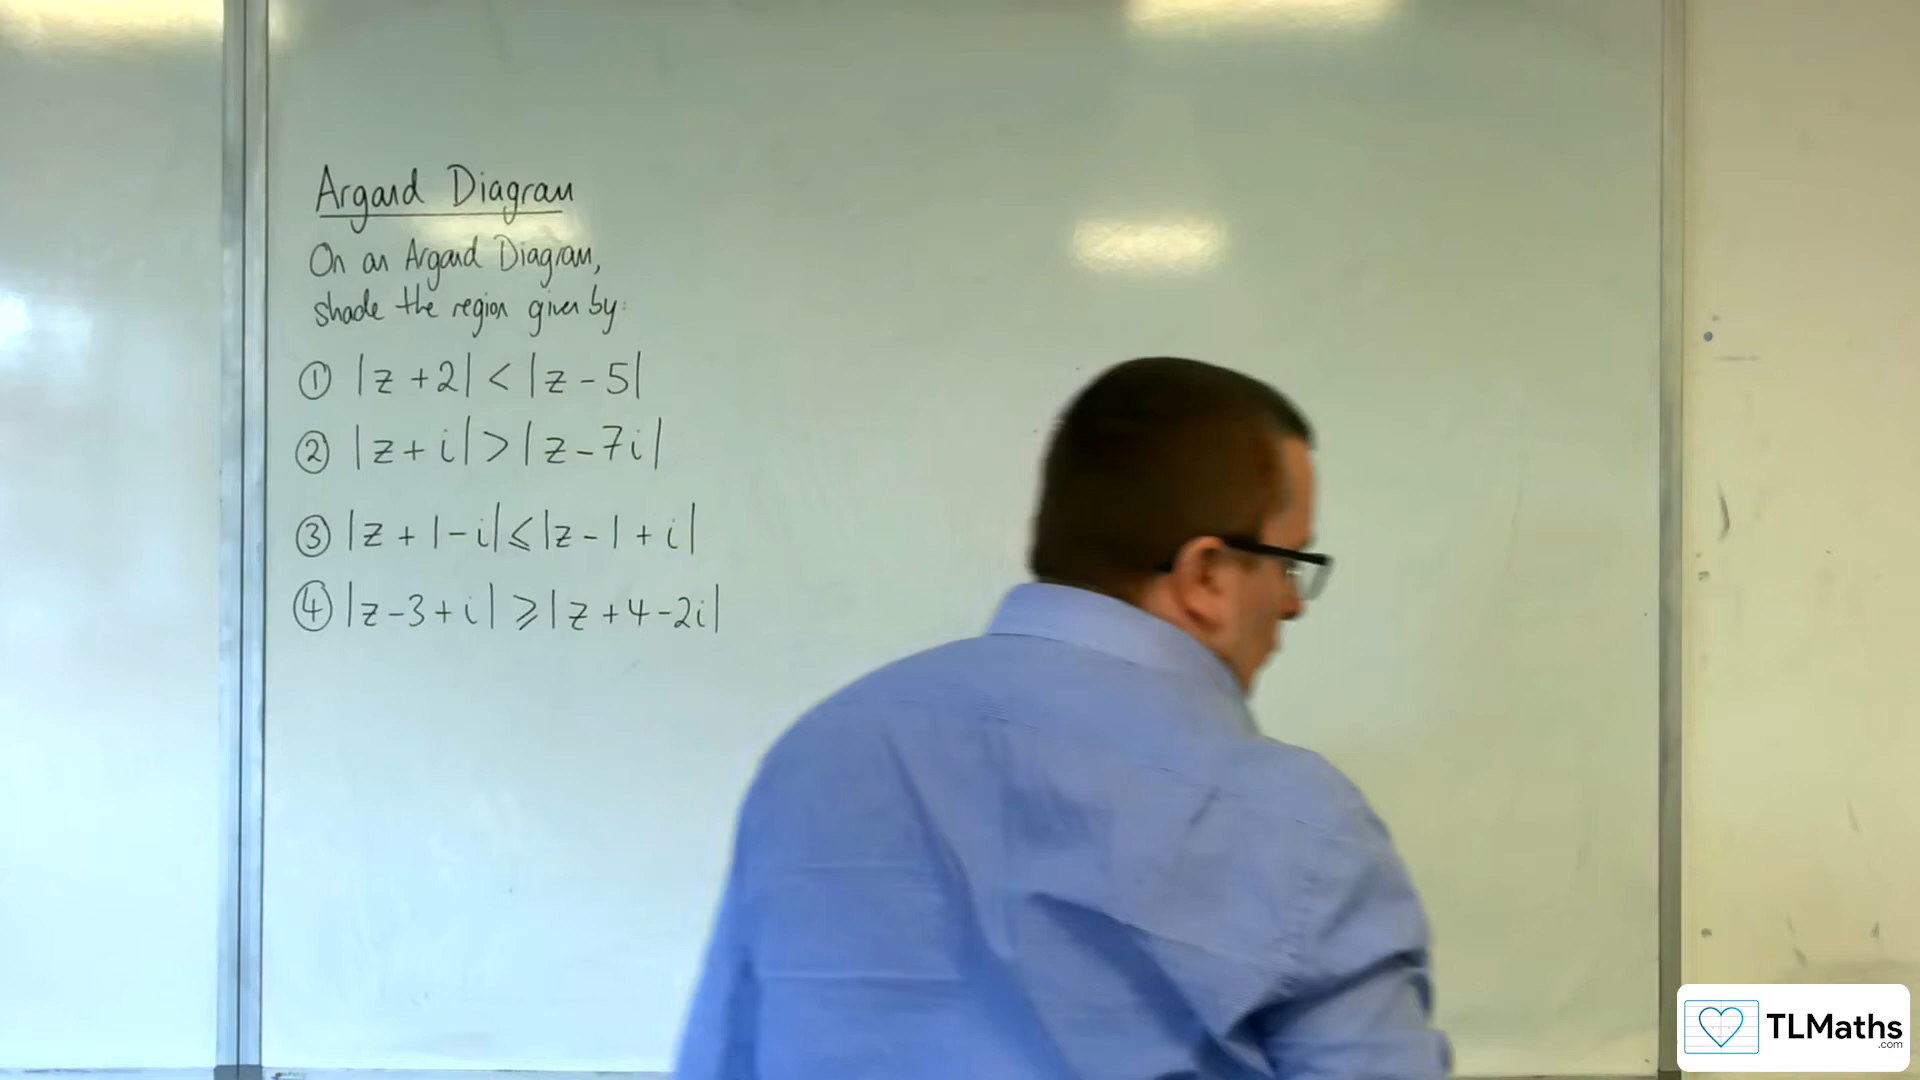 Argand Diagram
On an Argand Diagram,
shade the region given by:
① |z + 2| < |z - 5|
② |z + i| > |z - 7i|
③ |z + 1 - i| ⩽ |z - 1 + i|
④ |z - 3 + i| ⩾ |z + 4 - 2i|
TLMaths
.com